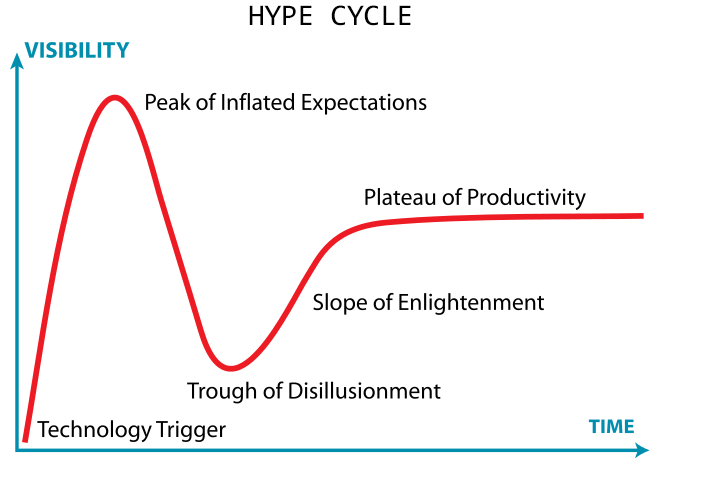 HYPE CYCLE
VISIBILITY
Peak of Inflated Expectations
Plateau of Productivity
Slope of Enlightenment
Trough of Disillusionment
Technology Trigger
TIME